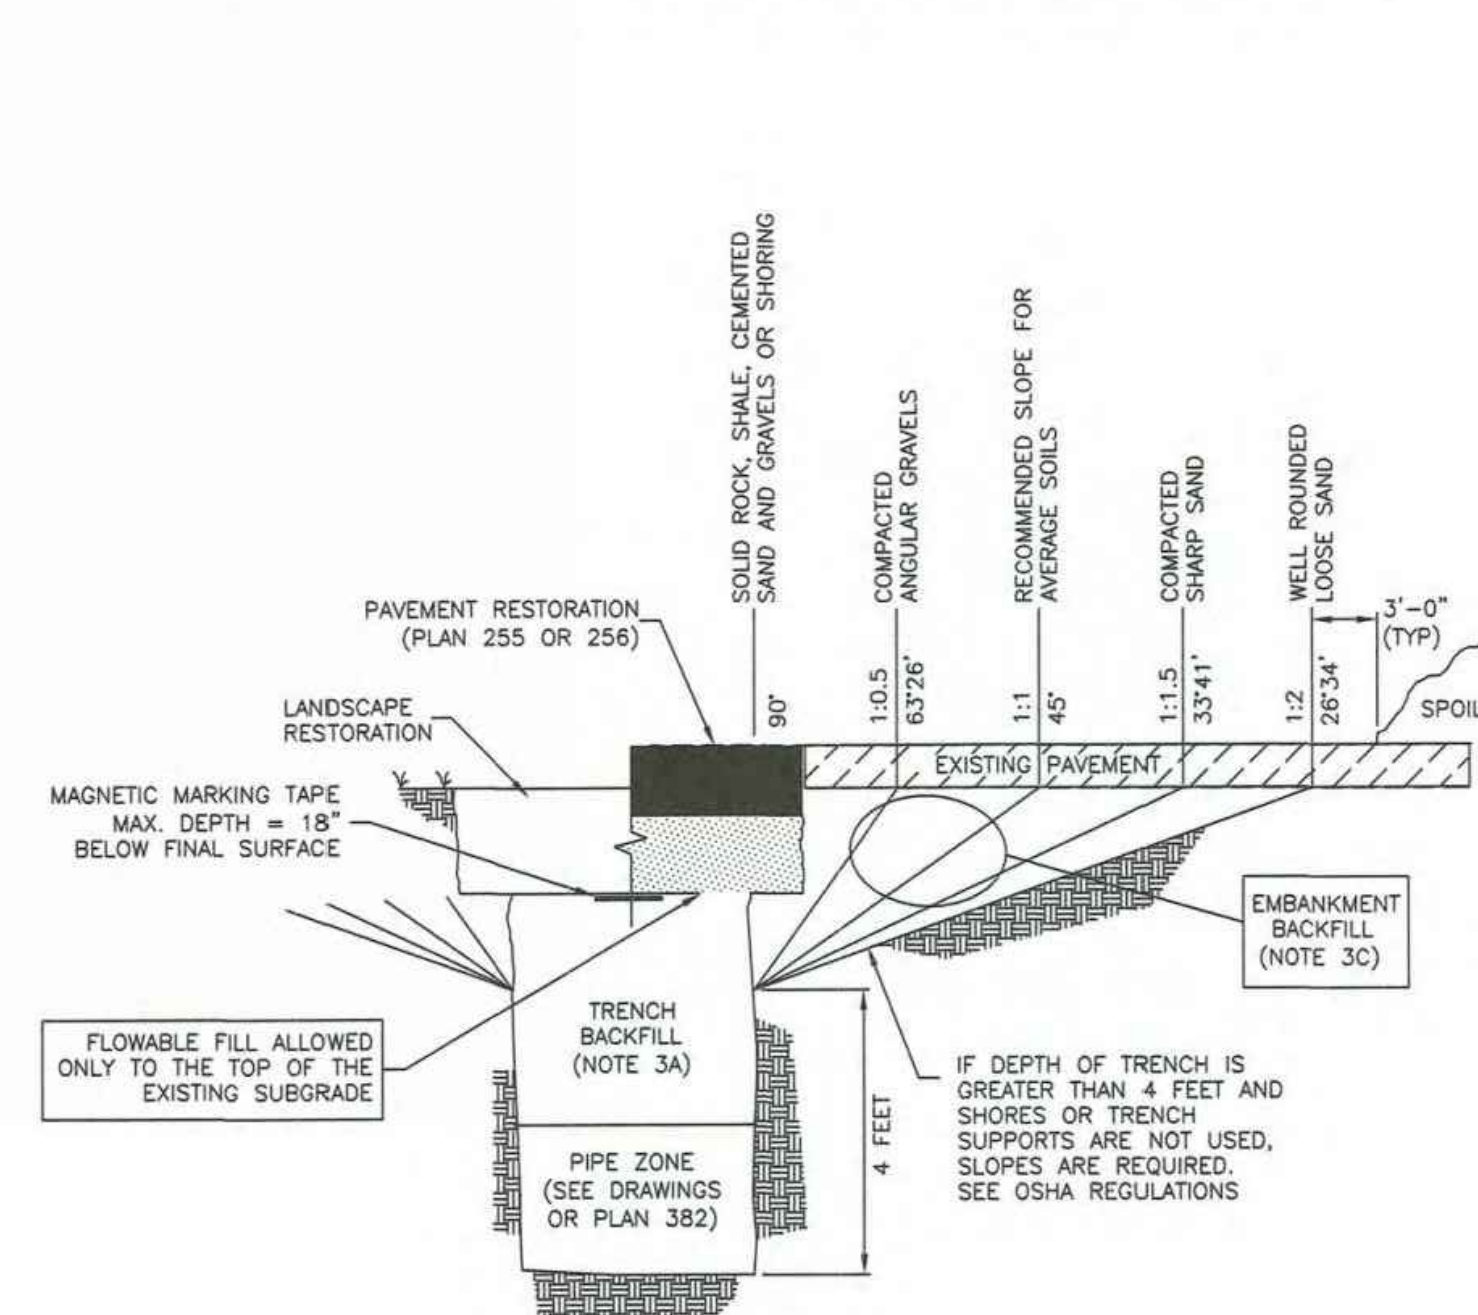 SOLID ROCK, SHALE, CEMENTED
SAND AND GRAVELS OR SHORING
90°
COMPACTED
ANGULAR GRAVELS
1:0.5
63°26'
RECOMMENDED SLOPE FOR
AVERAGE SOILS
1:1
45°
COMPACTED
SHARP SAND
1:1.5
33°41'
WELL ROUNDED
LOOSE SAND
1:2
26°34'
3'-0"
(TYP)
SPOIL
PAVEMENT RESTORATION
(PLAN 255 OR 256)
LANDSCAPE
RESTORATION
MAGNETIC MARKING TAPE
MAX. DEPTH = 18"
BELOW FINAL SURFACE
EXISTING PAVEMENT
EMBANKMENT
BACKFILL
(NOTE 3C)
FLOWABLE FILL ALLOWED
ONLY TO THE TOP OF THE
EXISTING SUBGRADE
TRENCH
BACKFILL
(NOTE 3A)
PIPE ZONE
(SEE DRAWINGS
OR PLAN 382)
4 FEET
IF DEPTH OF TRENCH IS
GREATER THAN 4 FEET AND
SHORES OR TRENCH
SUPPORTS ARE NOT USED,
SLOPES ARE REQUIRED.
SEE OSHA REGULATIONS